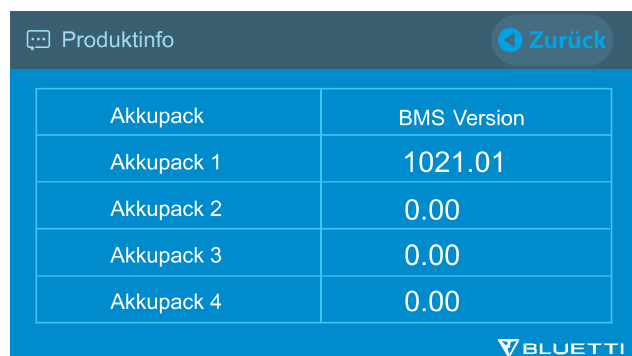 Produktinfo Zurück
Akkupack BMS Version
Akkupack 1 1021.01
Akkupack 2 0.00
Akkupack 3 0.00
Akkupack 4 0.00
BLUETTI